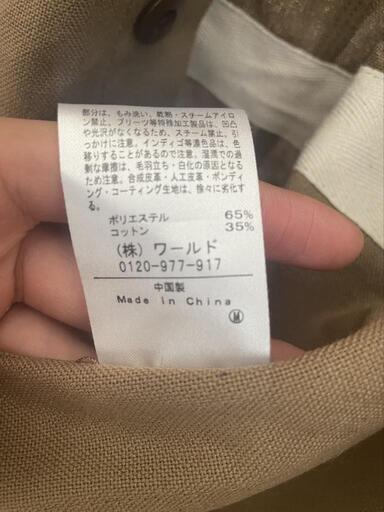 部分は、もみ洗い、乾熱・スチームアイロ
ン禁止。プリーツ等特殊加工製品は、凹凸
や光沢がなくなるため、スチーム禁止。引
っかけに注意。インディゴ等濃色品は、色
移りすることがあるので注意。湿潤での過
剰な摩擦は、毛羽立ち・白化の原因となる
ため注意。合成皮革・人工皮革・ボンディ
ング・コーティング生地は、徐々に劣化す
る。
ポリエステル 65%
コットン 35%
(株) ワールド
0120-977-917
中国製
Made in China
M